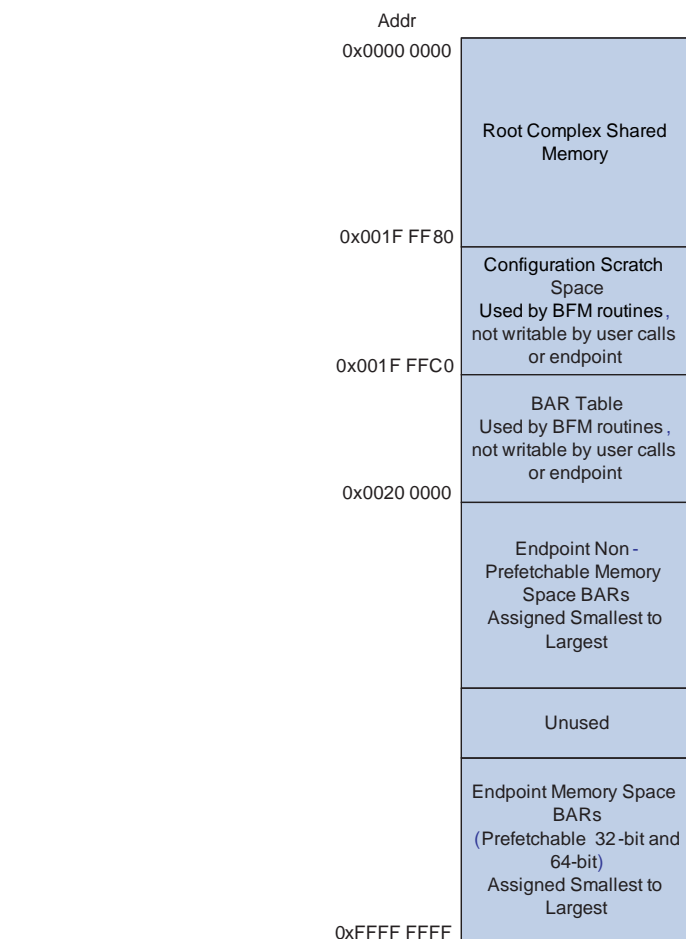 Addr
0x0000 0000
Root Complex Shared
Memory
0x001F FF80
Configuration Scratch
Space
Used by BFM routines,
not writable by user calls
or endpoint
0x001F FFC0
BAR Table
Used by BFM routines,
not writable by user calls
or endpoint
0x0020 0000
Endpoint Non-
Prefetchable Memory
Space BARs
Assigned Smallest to
Largest
Unused
Endpoint Memory Space
BARs
(Prefetchable 32-bit and
64-bit)
Assigned Smallest to
Largest
0xFFFF FFFF